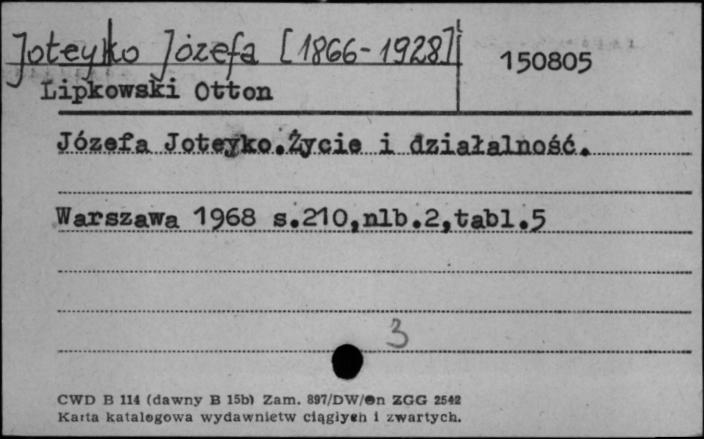 Joteyko Józefa [1866-1928]
150805
Lipkowski Otton
Józefa Joteyko.Życie i działalność.
Warszawa 1968 s.210,nlb.2,tabl.5
3
CWD B 114 (dawny B 15b) Zam. 897/DW/On ZGG 2542
Karta katalogowa wydawnictw ciągłych i zwartych.